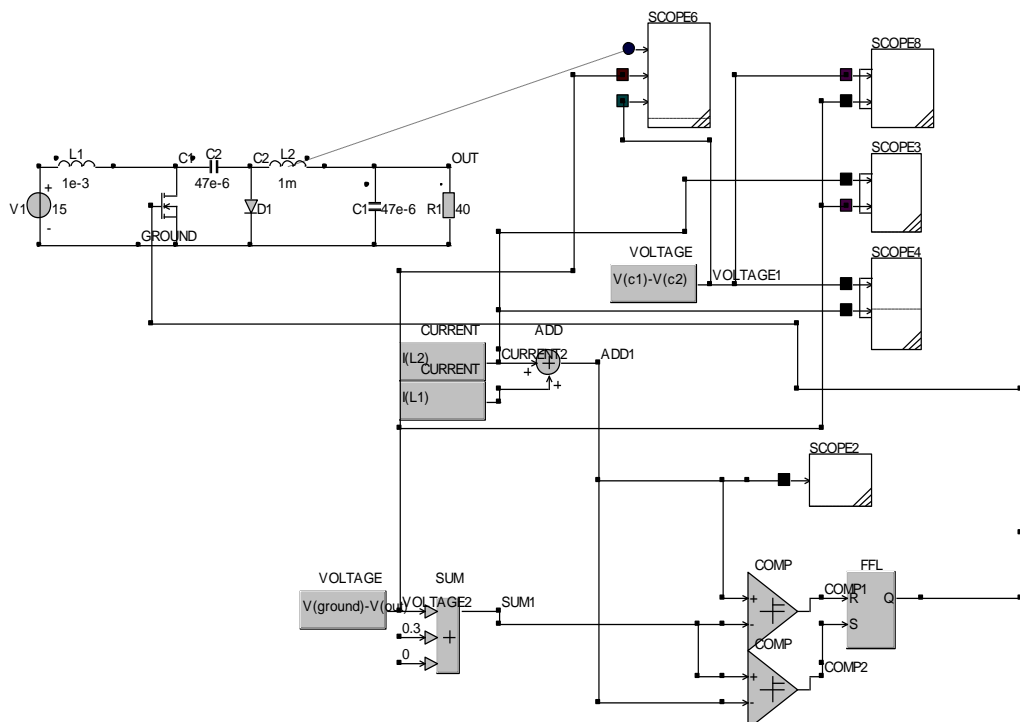 SCOPE6
SCOPE8
L1
1e-3
C1
C2
47e-6
C2
L2
1m
OUT
SCOPE3
V1
+
15
-
D1
C1
47e-6
R1
40
GROUND
VOLTAGE
V(c1)-V(c2)
VOLTAGE1
SCOPE4
CURRENT
I(L2)
CURRENT2
ADD
+
+
+
ADD1
CURRENT
I(L1)
SCOPE2
VOLTAGE
V(ground)-V(out)
VOLTAGE2
0.3
0
SUM
+
SUM1
COMP
+
-
COMP1
FFL
R
Q
S
COMP
+
-
COMP2